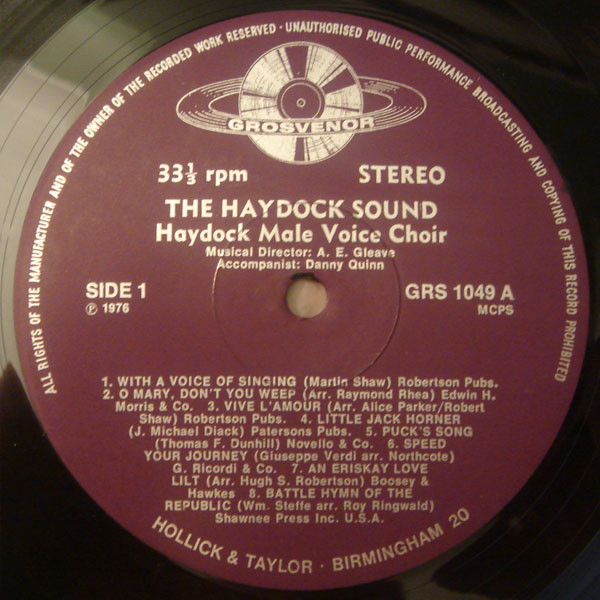 ALL RIGHTS OF THE MANUFACTURER AND OF THE OWNER OF THE RECORDED WORK RESERVED · UNAUTHORISED PUBLIC PERFORMANCE BROADCASTING AND COPYING OF THIS RECORD PROHIBITED
GROSVENOR
33⅓ rpm STEREO
THE HAYDOCK SOUND
Haydock Male Voice Choir
Musical Director: A. E. Gleave
Accompanist: Danny Quinn
SIDE 1 GRS 1049 A
℗ 1976 MCPS
1. WITH A VOICE OF SINGING (Martin Shaw) Robertson Pubs.
2. O MARY, DON'T YOU WEEP (Arr. Raymond Rhea) Edwin H.
Morris & Co. 3. VIVE L'AMOUR (Arr. Alice Parker/Robert
Shaw) Robertson Pubs. 4. LITTLE JACK HORNER
(J. Michael Diack) Patersons Pubs. 5. PUCK'S SONG
(Thomas F. Dunhill) Novello & Co. 6. SPEED
YOUR JOURNEY (Giuseppe Verdi arr. Northcote)
G. Ricordi & Co. 7. AN ERISKAY LOVE
LILT (Arr. Hugh S. Robertson) Boosey &
Hawkes 8. BATTLE HYMN OF THE
REPUBLIC (Wm. Steffe arr. Roy Ringwald)
Shawnee Press Inc. U.S.A.
HOLLICK & TAYLOR · BIRMINGHAM 20